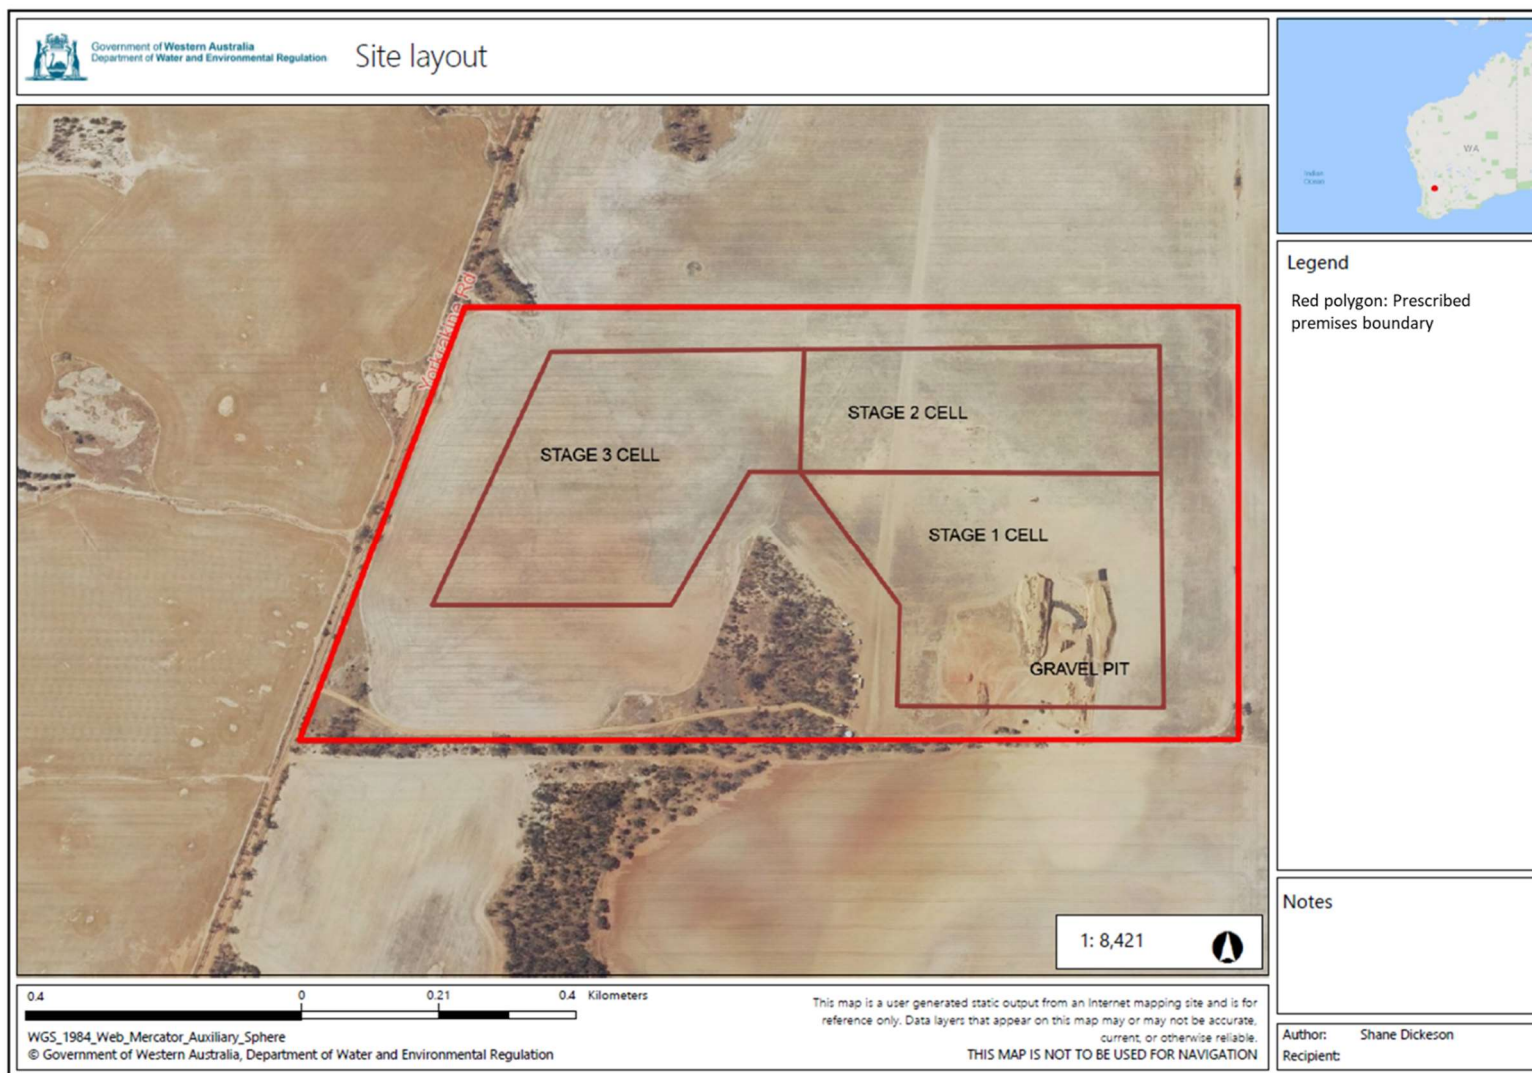 Government of Western Australia
Department of Water and Environmental Regulation
Site layout
WA
Indian
Ocean
Legend
Red polygon: Prescribed
premises boundary
Yorkrakine Rd
STAGE 2 CELL
STAGE 3 CELL
STAGE 1 CELL
GRAVEL PIT
1: 8,421
Notes
0.4 0 0.21 0.4 Kilometers
WGS_1984_Web_Mercator_Auxiliary_Sphere
© Government of Western Australia, Department of Water and Environmental Regulation
This map is a user generated static output from an Internet mapping site and is for
reference only. Data layers that appear on this map may or may not be accurate,
current, or otherwise reliable.
THIS MAP IS NOT TO BE USED FOR NAVIGATION
Author: Shane Dickeson
Recipient: